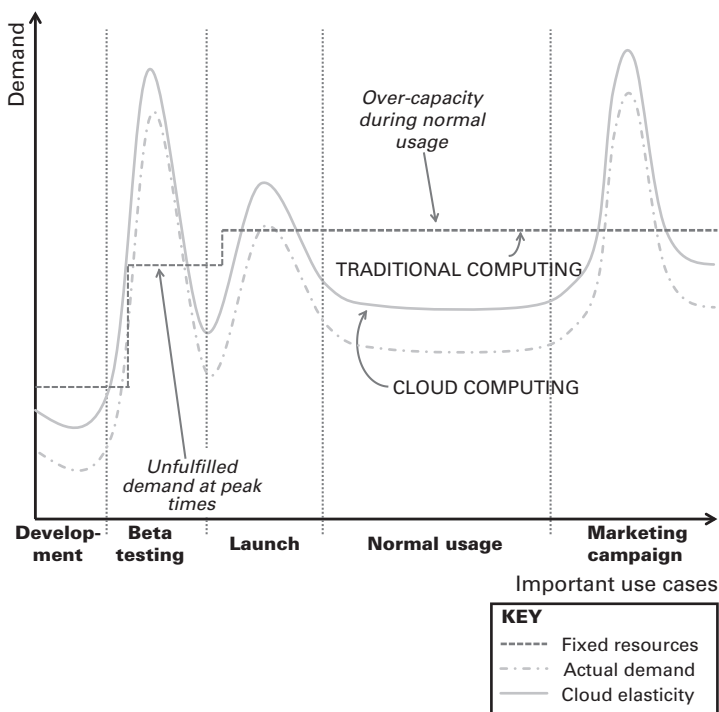 Demand
Over-capacity
during normal
usage
TRADITIONAL COMPUTING
CLOUD COMPUTING
Unfulfilled
demand at peak
times
Develop-
ment
Beta
testing
Launch
Normal usage
Marketing
campaign
Important use cases
KEY
Fixed resources
Actual demand
Cloud elasticity